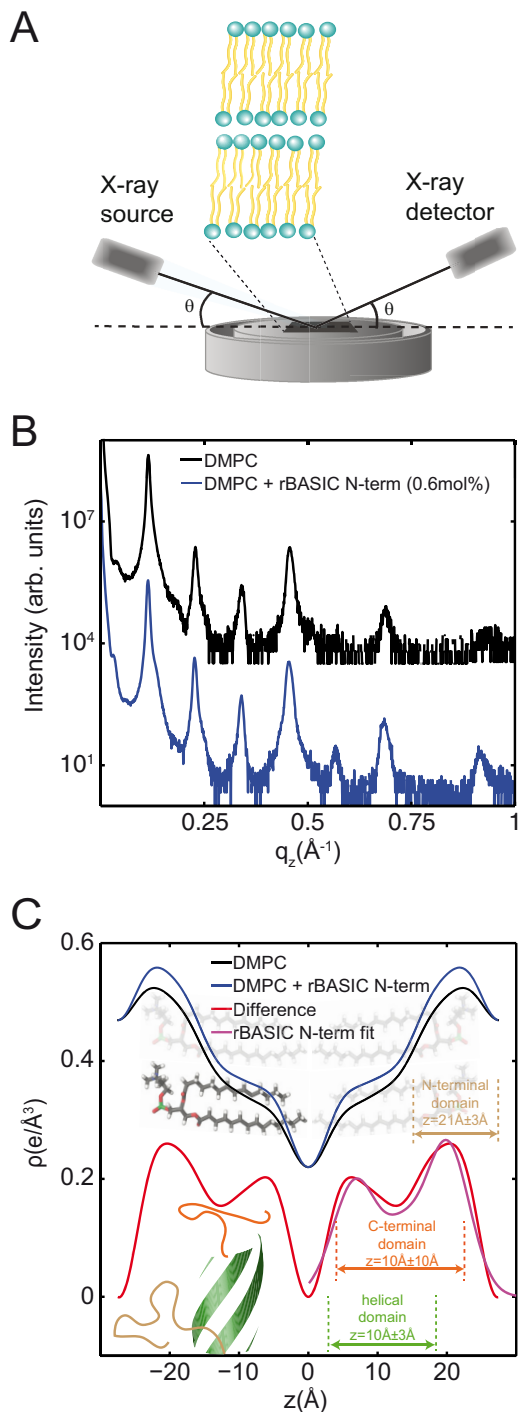 A
X-ray
source
X-ray
detector
θ
θ
B
DMPC
DMPC + rBASIC N-term (0.6mol%)
Intensity (arb. units)
10⁷
10⁴
10¹
0.25
0.5
0.75
1
q_z(Å⁻¹)
C
DMPC
DMPC + rBASIC N-term
Difference
rBASIC N-term fit
N-terminal
domain
z=21Å±3Å
C-terminal
domain
z=10Å±10Å
helical
domain
z=10Å±3Å
ρ(e/Å³)
0.6
0.4
0.2
0
−20
−10
0
10
20
z(Å)